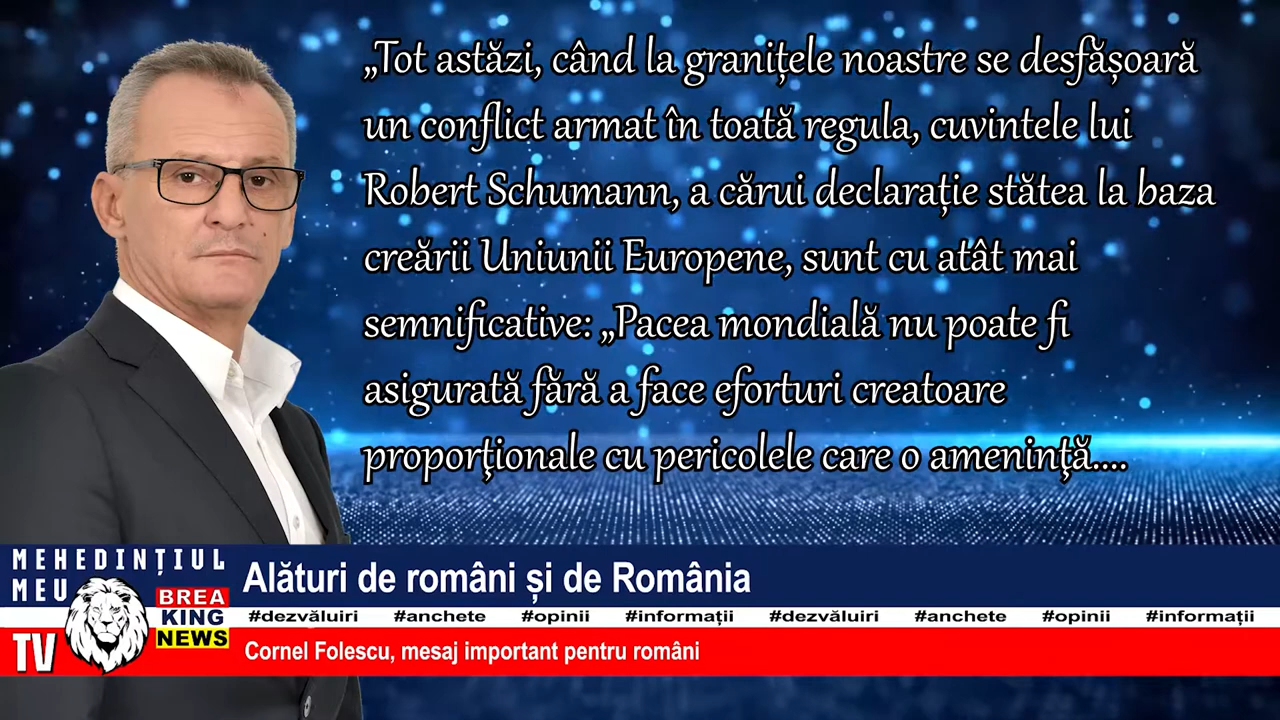 „Tot astăzi, când la granițele noastre se desfășoară
un conflict armat în toată regula, cuvintele lui
Robert Schumann, a cărui declarație stătea la baza
creării Uniunii Europene, sunt cu atât mai
semnificative: „Pacea mondială nu poate fi
asigurată fără a face eforturi creatoare
proporţionale cu pericolele care o ameninţă....
MEHEDINȚIUL
MEU
TV
BREA
KING
NEWS
Alături de români și de România
#dezvăluiri #anchete #opinii #informații #dezvăluiri #anchete #opinii #informații
Cornel Folescu, mesaj important pentru români